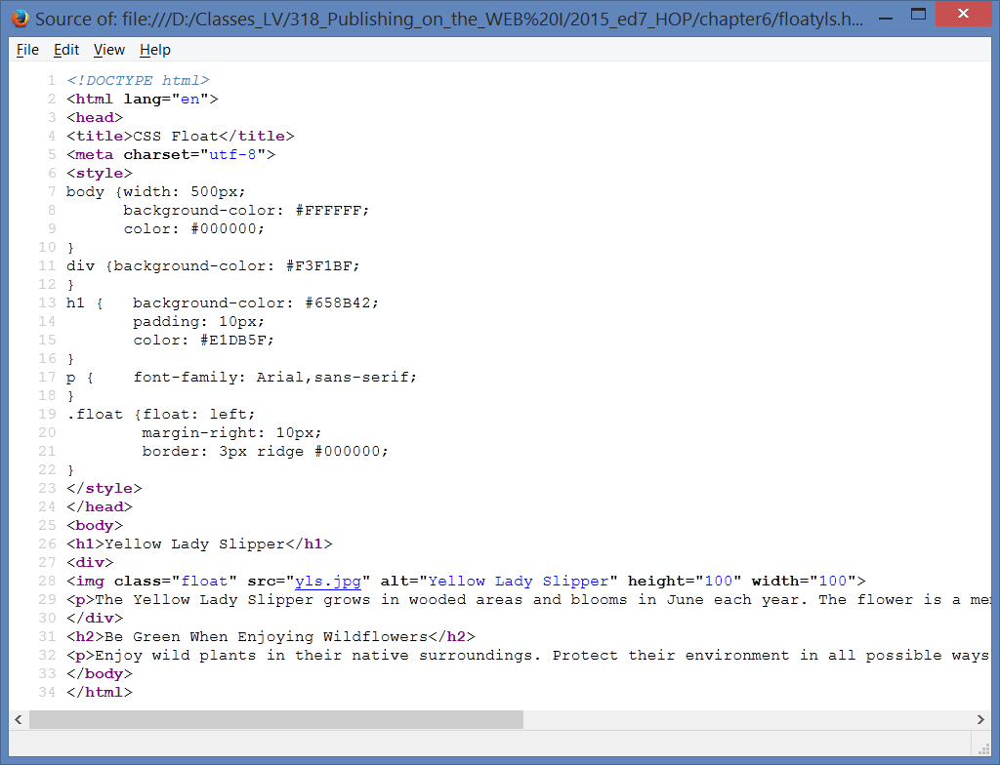 Source of: file:///D:/Classes_LV/318_Publishing_on_the_WEB%20I/2015_ed7_HOP/chapter6/floatyls.h...
File Edit View Help
1 <!DOCTYPE html>
2 <html lang="en">
3 <head>
4 <title>CSS Float</title>
5 <meta charset="utf-8">
6 <style>
7 body {width: 500px;
8       background-color: #FFFFFF;
9       color: #000000;
10 }
11 div {background-color: #F3F1BF;
12 }
13 h1 {   background-color: #658B42;
14        padding: 10px;
15        color: #E1DB5F;
16 }
17 p {    font-family: Arial,sans-serif;
18 }
19 .float {float: left;
20         margin-right: 10px;
21         border: 3px ridge #000000;
22 }
23 </style>
24 </head>
25 <body>
26 <h1>Yellow Lady Slipper</h1>
27 <div>
28 <img class="float" src="yls.jpg" alt="Yellow Lady Slipper" height="100" width="100">
29 <p>The Yellow Lady Slipper grows in wooded areas and blooms in June each year. The flower is a
30 </div>
31 <h2>Be Green When Enjoying Wildflowers</h2>
32 <p>Enjoy wild plants in their native surroundings. Protect their environment in all possible ways
33 </body>
34 </html>